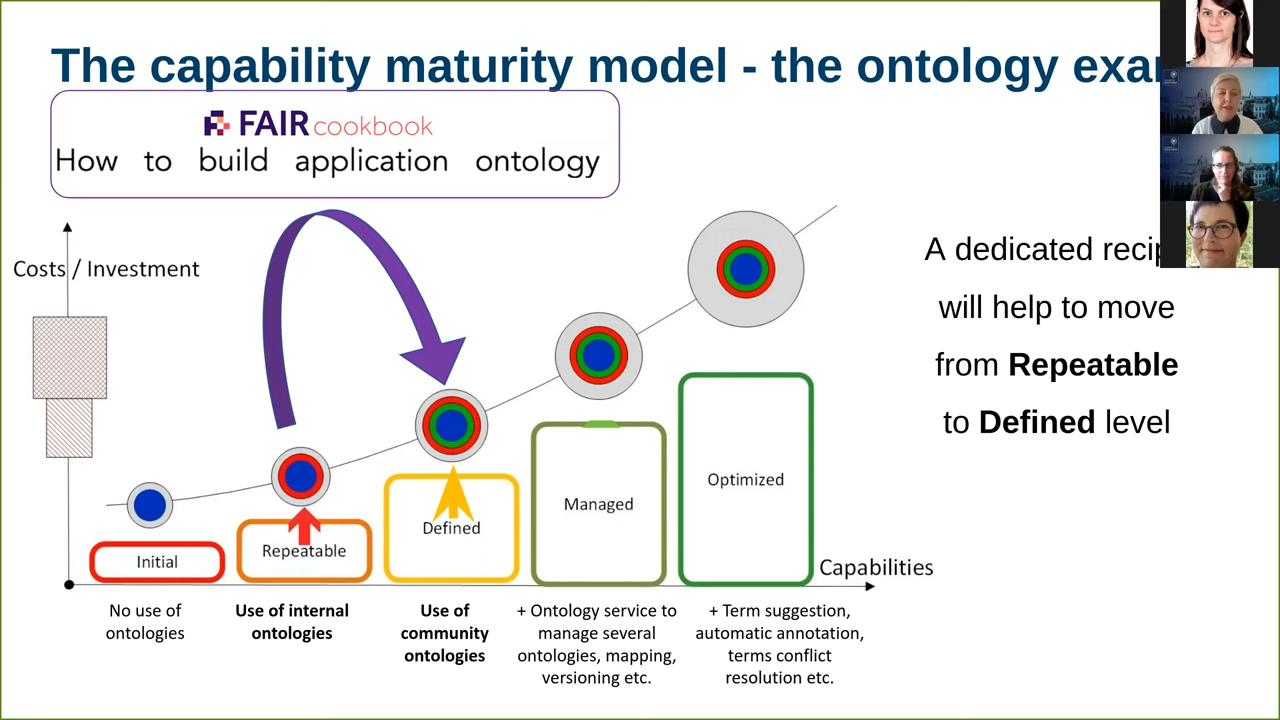 The capability maturity model - the ontology
FAIR cookbook
How to build application ontology
Costs / Investment
A dedicated
will help to move
from Repeatable
to Defined level
Initial
Repeatable
Defined
Managed
Optimized
Capabilities
No use of
ontologies
Use of internal
ontologies
Use of
community
ontologies
+ Ontology service to
manage several
ontologies, mapping,
versioning etc.
+ Term suggestion,
automatic annotation,
terms conflict
resolution etc.